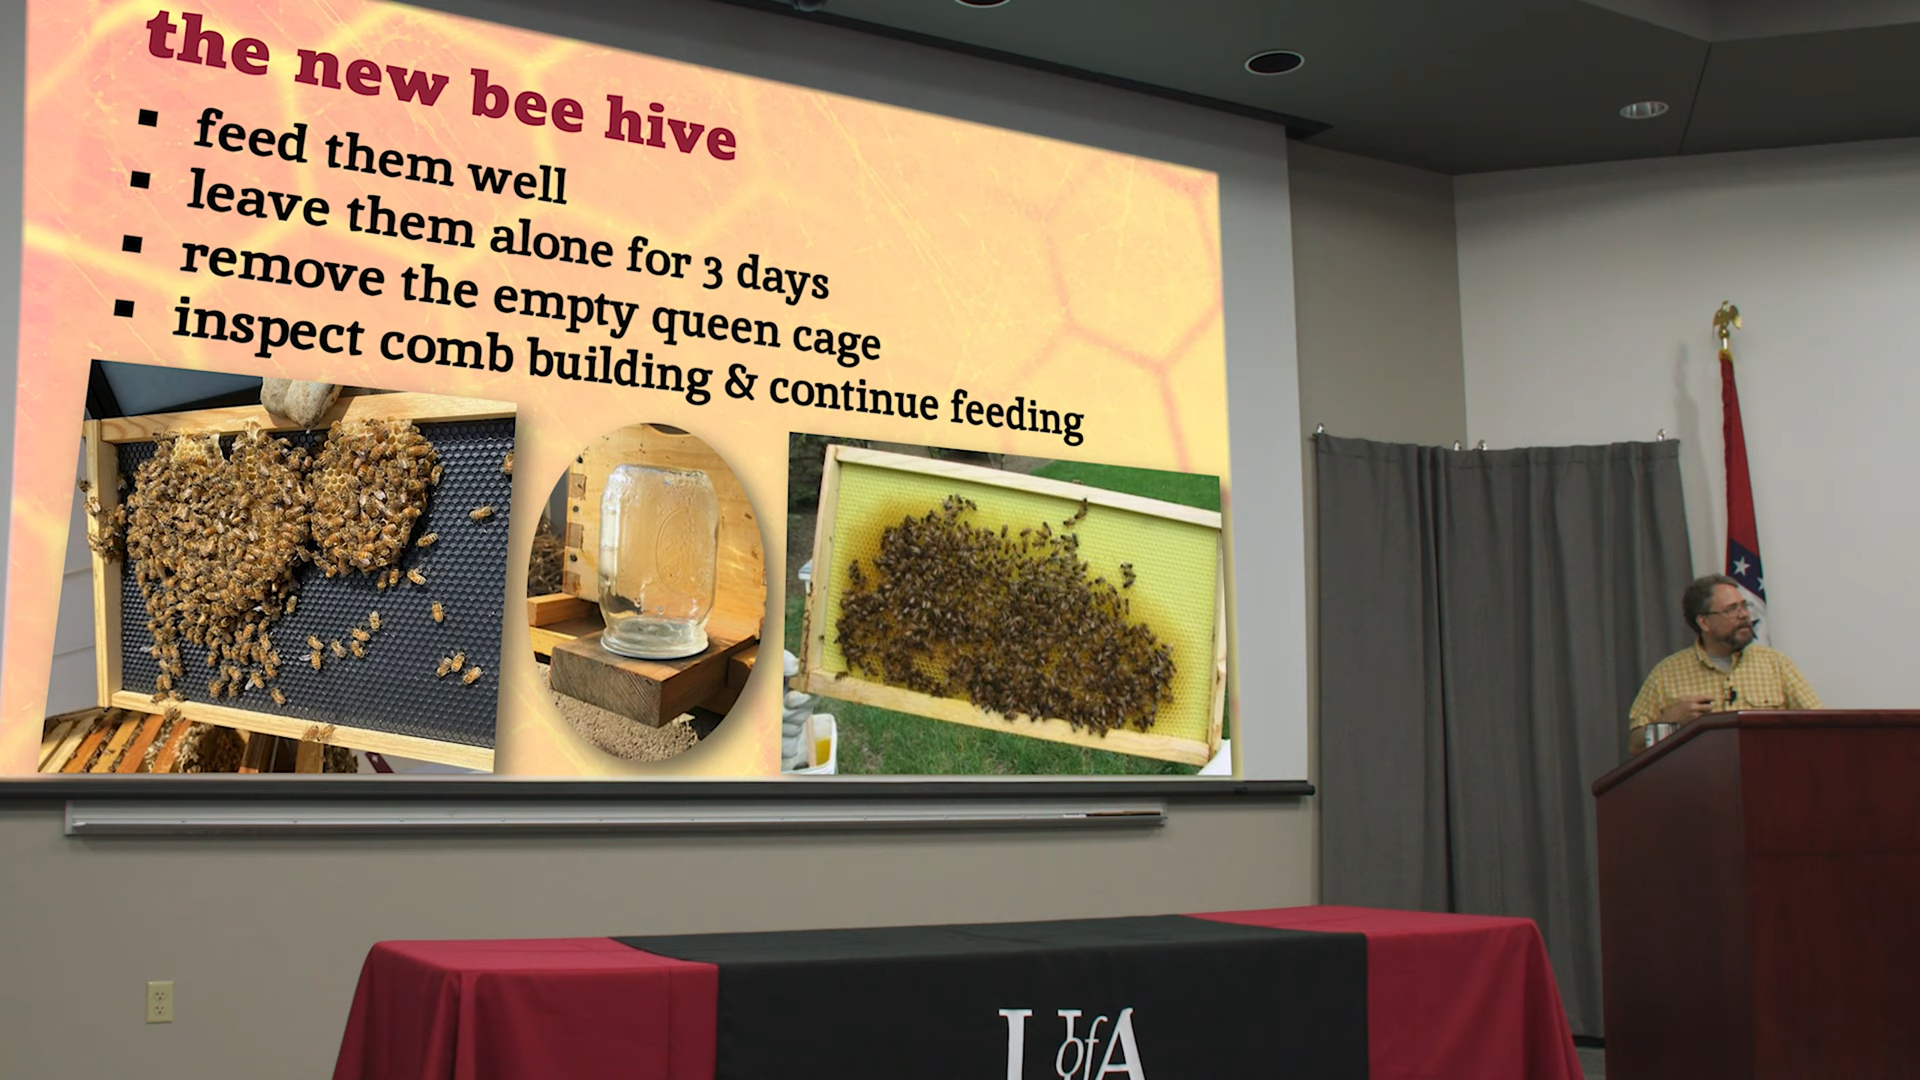 the new bee hive
▪ feed them well
▪ leave them alone for 3 days
▪ remove the empty queen cage
▪ inspect comb building & continue feeding
U of A